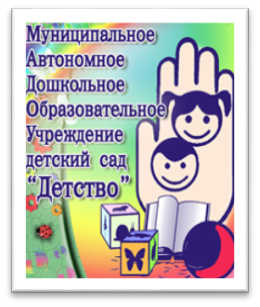 Муниципальное
Автономное
Дошкольное
Образовательное
Учреждение
детский сад
“Детство”